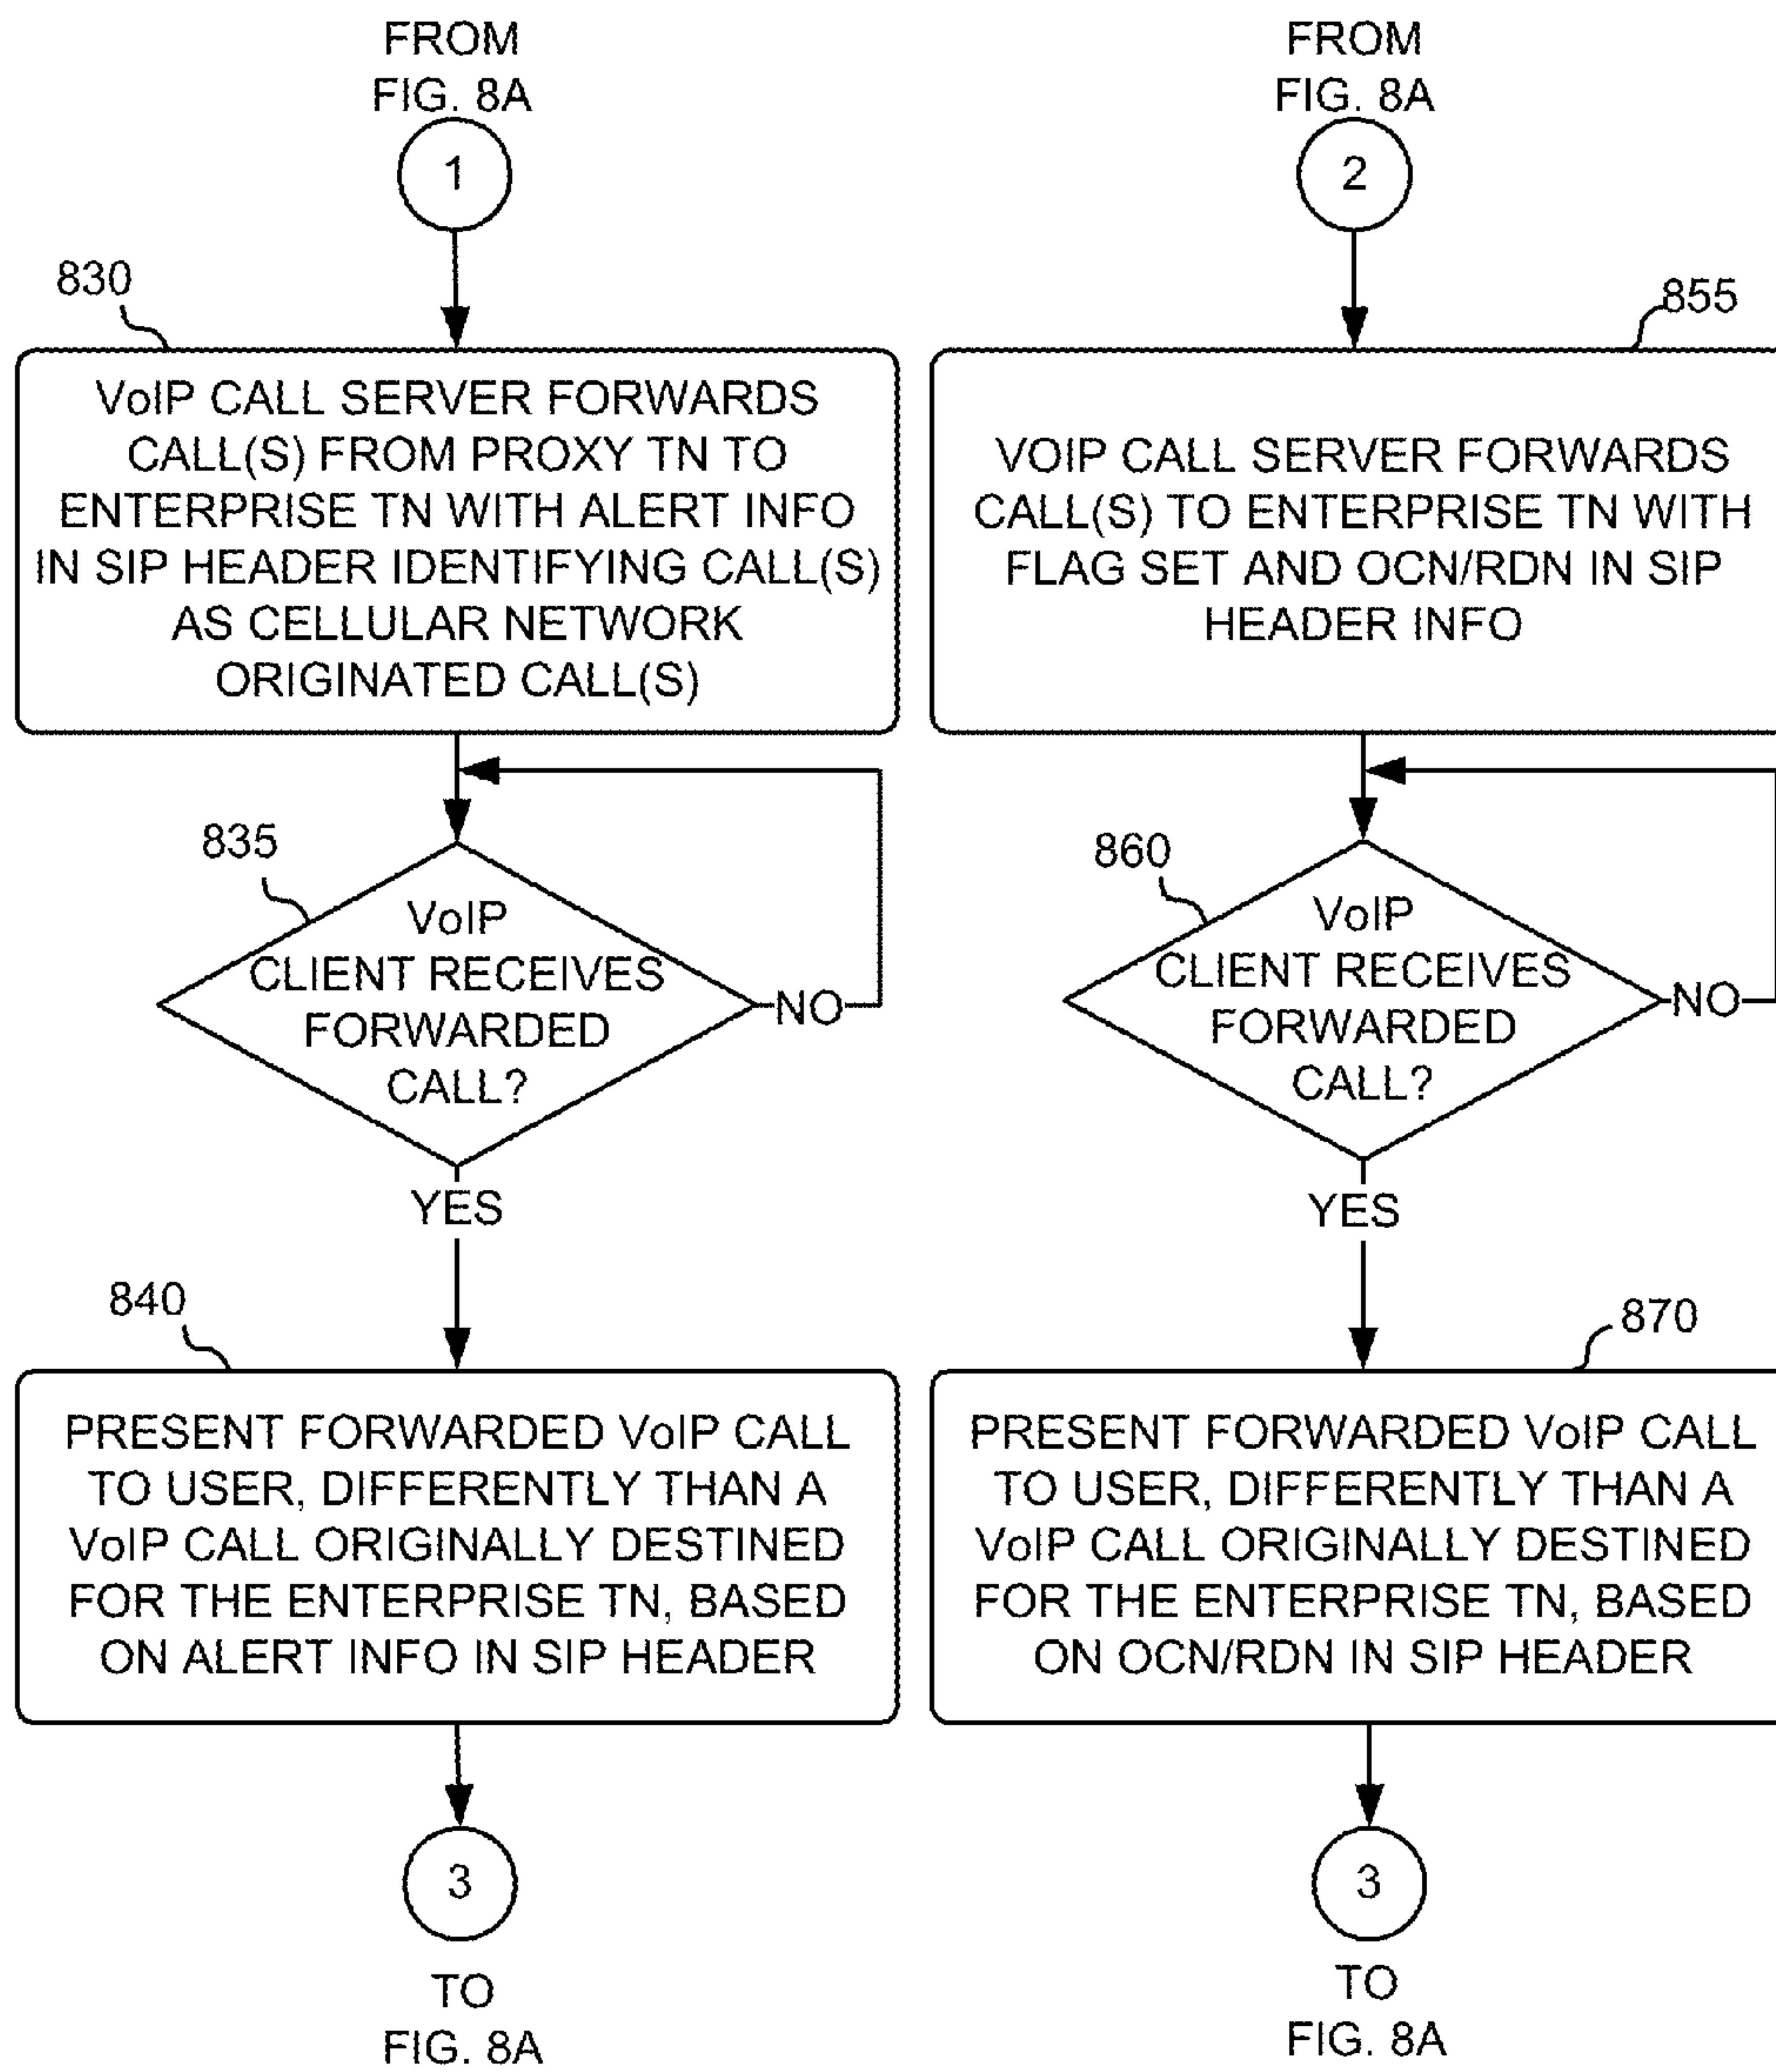 FROM
FIG. 8A
1
830
VoIP CALL SERVER FORWARDS
CALL(S) FROM PROXY TN TO
ENTERPRISE TN WITH ALERT INFO
IN SIP HEADER IDENTIFYING CALL(S)
AS CELLULAR NETWORK
ORIGINATED CALL(S)
835
VoIP
CLIENT RECEIVES
FORWARDED
CALL?
NO
YES
840
PRESENT FORWARDED VoIP CALL
TO USER, DIFFERENTLY THAN A
VoIP CALL ORIGINALLY DESTINED
FOR THE ENTERPRISE TN, BASED
ON ALERT INFO IN SIP HEADER
3
TO
FIG. 8A
FROM
FIG. 8A
2
855
VOIP CALL SERVER FORWARDS
CALL(S) TO ENTERPRISE TN WITH
FLAG SET AND OCN/RDN IN SIP
HEADER INFO
860
VoIP
CLIENT RECEIVES
FORWARDED
CALL?
NO
YES
870
PRESENT FORWARDED VoIP CALL
TO USER, DIFFERENTLY THAN A
VoIP CALL ORIGINALLY DESTINED
FOR THE ENTERPRISE TN, BASED
ON OCN/RDN IN SIP HEADER
3
TO
FIG. 8A